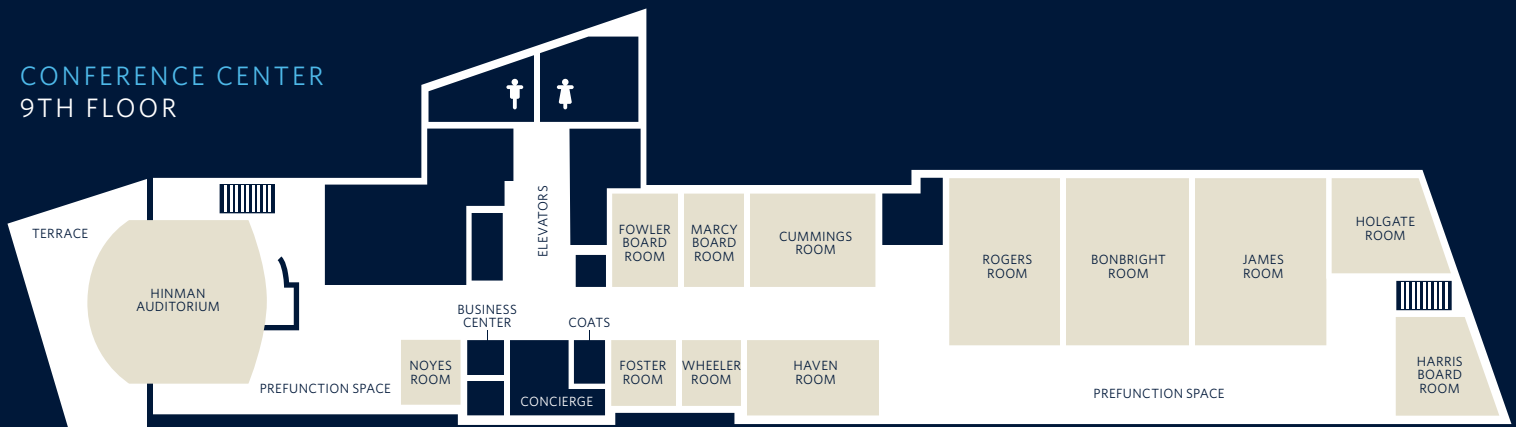 CONFERENCE CENTER
9TH FLOOR
TERRACE
HINMAN
AUDITORIUM
PREFUNCTION SPACE
NOYES
ROOM
BUSINESS
CENTER
COATS
CONCIERGE
ELEVATORS
FOWLER
BOARD
ROOM
MARCY
BOARD
ROOM
CUMMINGS
ROOM
FOSTER
ROOM
WHEELER
ROOM
HAVEN
ROOM
ROGERS
ROOM
BONBRIGHT
ROOM
JAMES
ROOM
HOLGATE
ROOM
HARRIS
BOARD
ROOM
PREFUNCTION SPACE